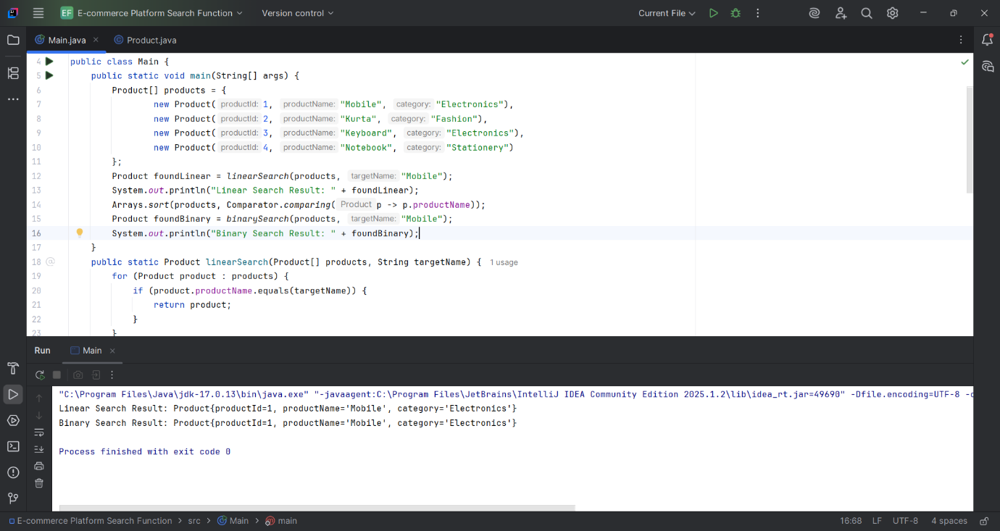 EF E-commerce Platform Search Function Version control Current File
Main.java Product.java
4 public class Main {
5 public static void main(String[] args) {
6 Product[] products = {
7 new Product( productId: 1, productName: "Mobile", category: "Electronics"),
8 new Product( productId: 2, productName: "Kurta", category: "Fashion"),
9 new Product( productId: 3, productName: "Keyboard", category: "Electronics"),
10 new Product( productId: 4, productName: "Notebook", category: "Stationery")
11 };
12 Product foundLinear = linearSearch(products, targetName: "Mobile");
13 System.out.println("Linear Search Result: " + foundLinear);
14 Arrays.sort(products, Comparator.comparing( Product p -> p.productName));
15 Product foundBinary = binarySearch(products, targetName: "Mobile");
16 System.out.println("Binary Search Result: " + foundBinary);
17 }
18 public static Product linearSearch(Product[] products, String targetName) { 1 usage
19 for (Product product : products) {
20 if (product.productName.equals(targetName)) {
21 return product;
22 }
23 }
Run Main
"C:\Program Files\Java\jdk-17.0.13\bin\java.exe" "-javaagent:C:\Program Files\JetBrains\IntelliJ IDEA Community Edition 2025.1.2\lib\idea_rt.jar=49690" -Dfile.encoding=UTF-8
Linear Search Result: Product{productId=1, productName='Mobile', category='Electronics'}
Binary Search Result: Product{productId=1, productName='Mobile', category='Electronics'}
Process finished with exit code 0
E-commerce Platform Search Function > src > Main > main 16:68 LF UTF-8 4 spaces